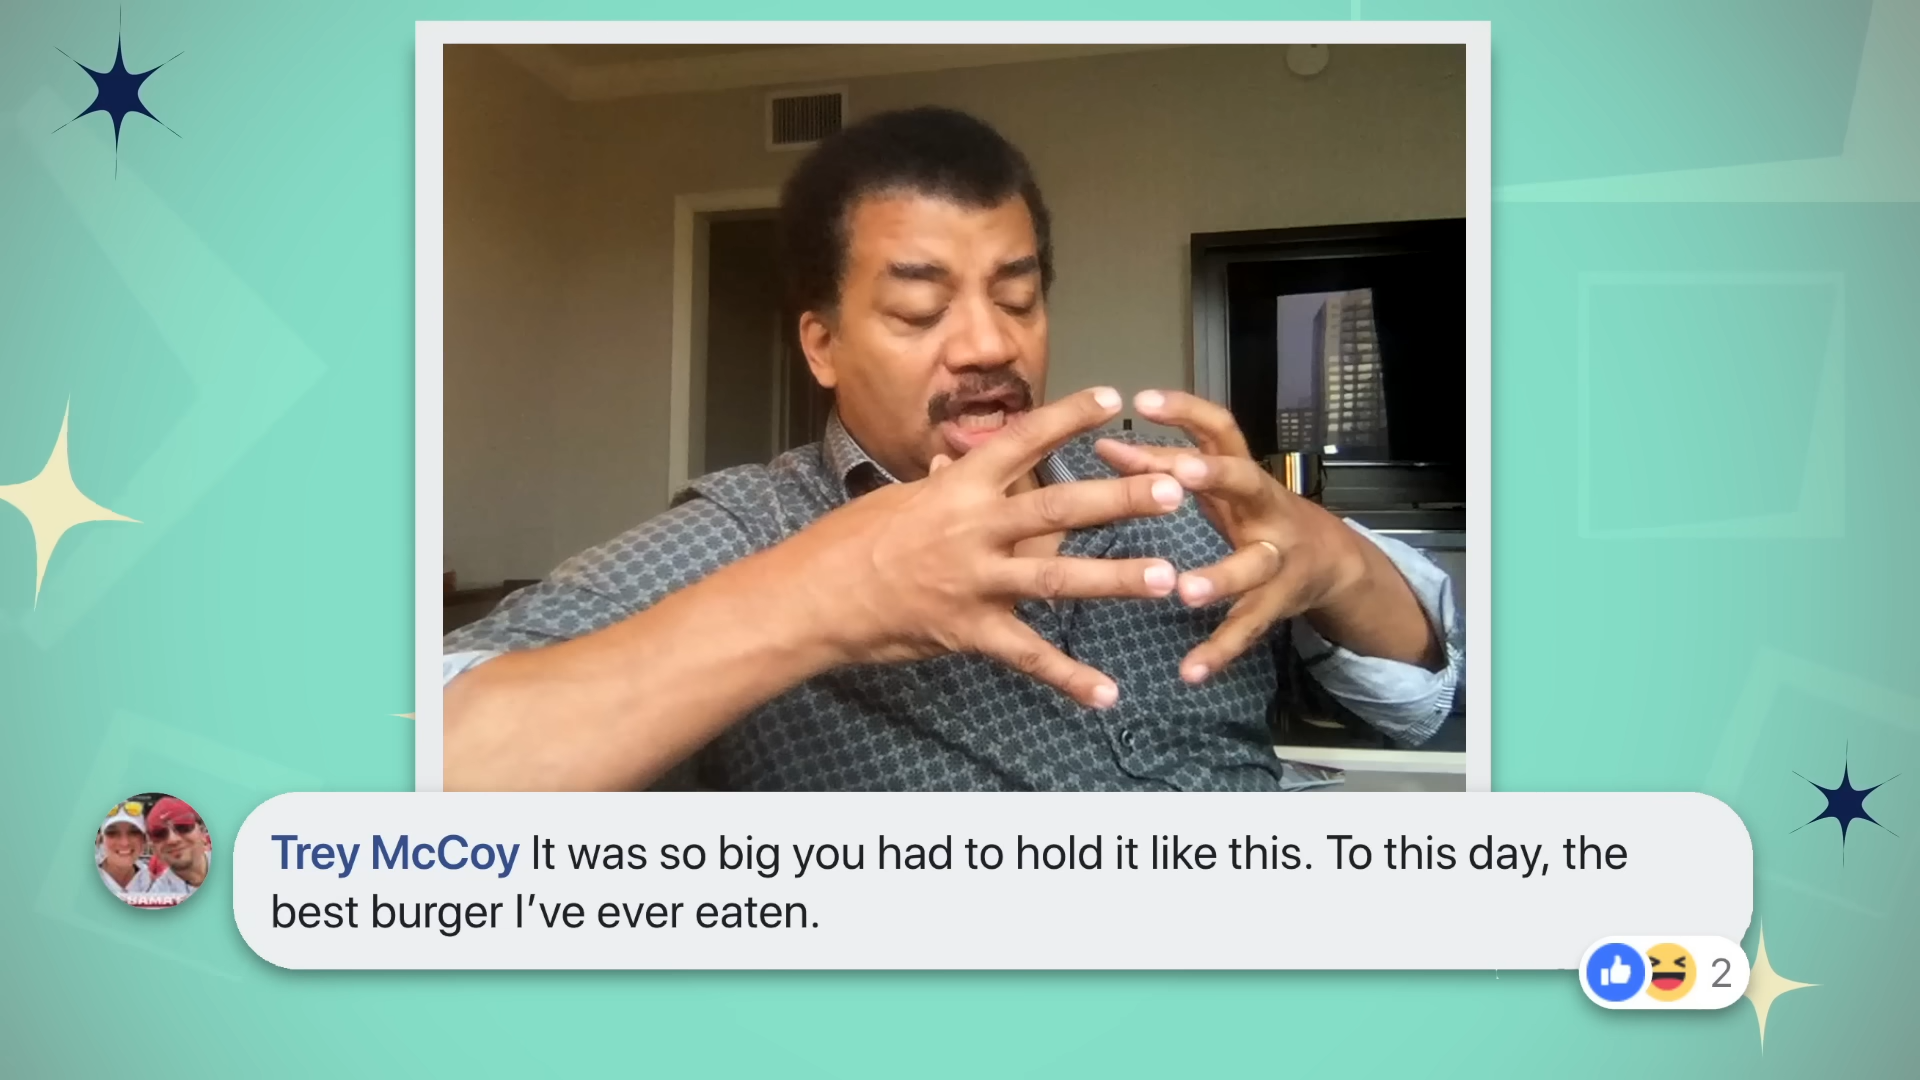 Trey McCoy It was so big you had to hold it like this. To this day, the
best burger I've ever eaten.
2